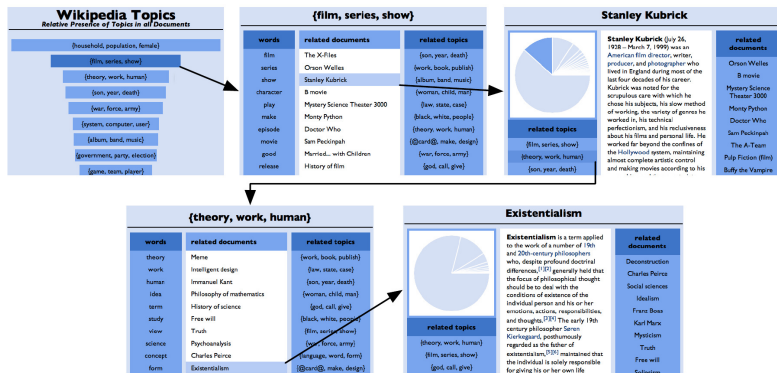 Wikipedia Topics
Relative Presence of Topics in all Documents
{household, population, female}
{film, series, show}
{theory, work, human}
{son, year, death}
{war, force, army}
{system, computer, user}
{album, band, music}
{government, party, election}
{game, team, player}
{film, series, show}
words
film
series
show
character
play
make
episode
movie
good
release
related documents
The X-Files
Orson Welles
Stanley Kubrick
B movie
Mystery Science Theater 3000
Monty Python
Doctor Who
Sam Peckinpah
Married... with Children
History of film
related topics
{son, year, death}
{work, book, publish}
{album, band, music}
{woman, child, man}
{law, state, case}
{black, white, people}
{theory, work, human}
{@card@, make, design}
{war, force, army}
{god, call, give}
Stanley Kubrick
related topics
{film, series, show}
{theory, work, human}
{son, year, death}
Stanley Kubrick (July 26,
1928 – March 7, 1999) was an
American film director, writer,
producer, and photographer who
lived in England during most of the
last four decades of his career.
Kubrick was noted for the
scrupulous care with which he
chose his subjects, his slow method
of working, the variety of genres he
worked in, his technical
perfectionism, and his reclusiveness
about his films and personal life. He
worked far beyond the confines of
the Hollywood system, maintaining
almost complete artistic control
and making movies according to his
related
documents
Orson Welles
B movie
Mystery Science
Theater 3000
Monty Python
Doctor Who
Sam Peckinpah
The A-Team
Pulp Fiction (film)
Buffy the Vampire
{theory, work, human}
words
theory
work
human
idea
term
study
view
science
concept
form
related documents
Meme
Intelligent design
Immanuel Kant
Philosophy of mathematics
History of science
Free will
Truth
Psychoanalysis
Charles Peirce
Existentialism
related topics
{work, book, publish}
{law, state, case}
{son, year, death}
{woman, child, man}
{god, call, give}
{black, white, people}
{film, series, show}
{war, force, army}
{language, word, form}
{@card@, make, design}
Existentialism
related topics
{theory, work, human}
{film, series, show}
{god, call, give}
Existentialism is a term applied
to the work of a number of 19th
and 20th-century philosophers
who, despite profound doctrinal
differences,[1][2] generally held that
the focus of philosophical thought
should be to deal with the
conditions of existence of the
individual person and his or her
emotions, actions, responsibilities,
and thoughts.[3][4] The early 19th
century philosopher Søren
Kierkegaard, posthumously
regarded as the father of
existentialism,[5][6] maintained that
the individual is solely responsible
for giving his or her own life
related
documents
Deconstruction
Charles Peirce
Social sciences
Idealism
Franz Boas
Karl Marx
Mysticism
Truth
Free will